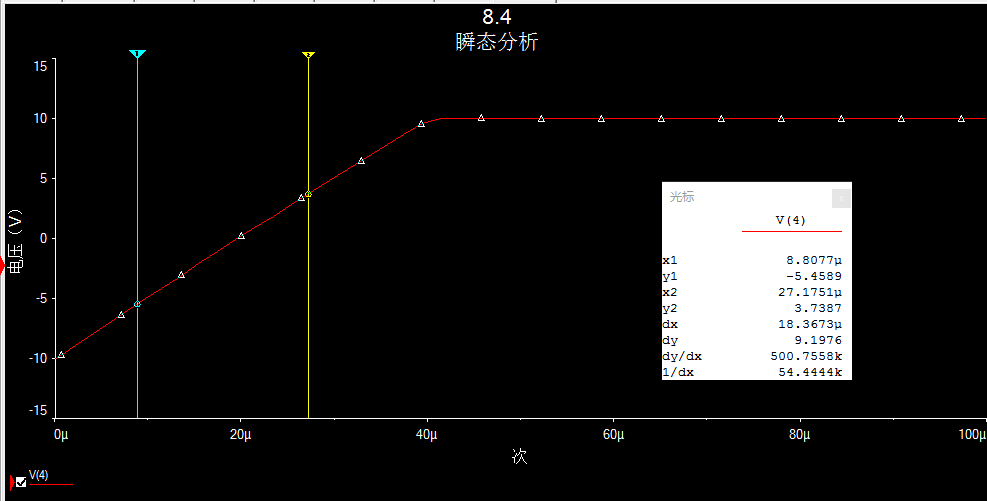 8.4
瞬态分析
15
10
5
0
-5
-10
-15
电压（V）
0μ 20μ 40μ 60μ 80μ 100μ
次
V(4)
光标
V(4)
x1 8.8077μ
y1 -5.4589
x2 27.1751μ
y2 3.7387
dx 18.3673μ
dy 9.1976
dy/dx 500.7558k
1/dx 54.4444k